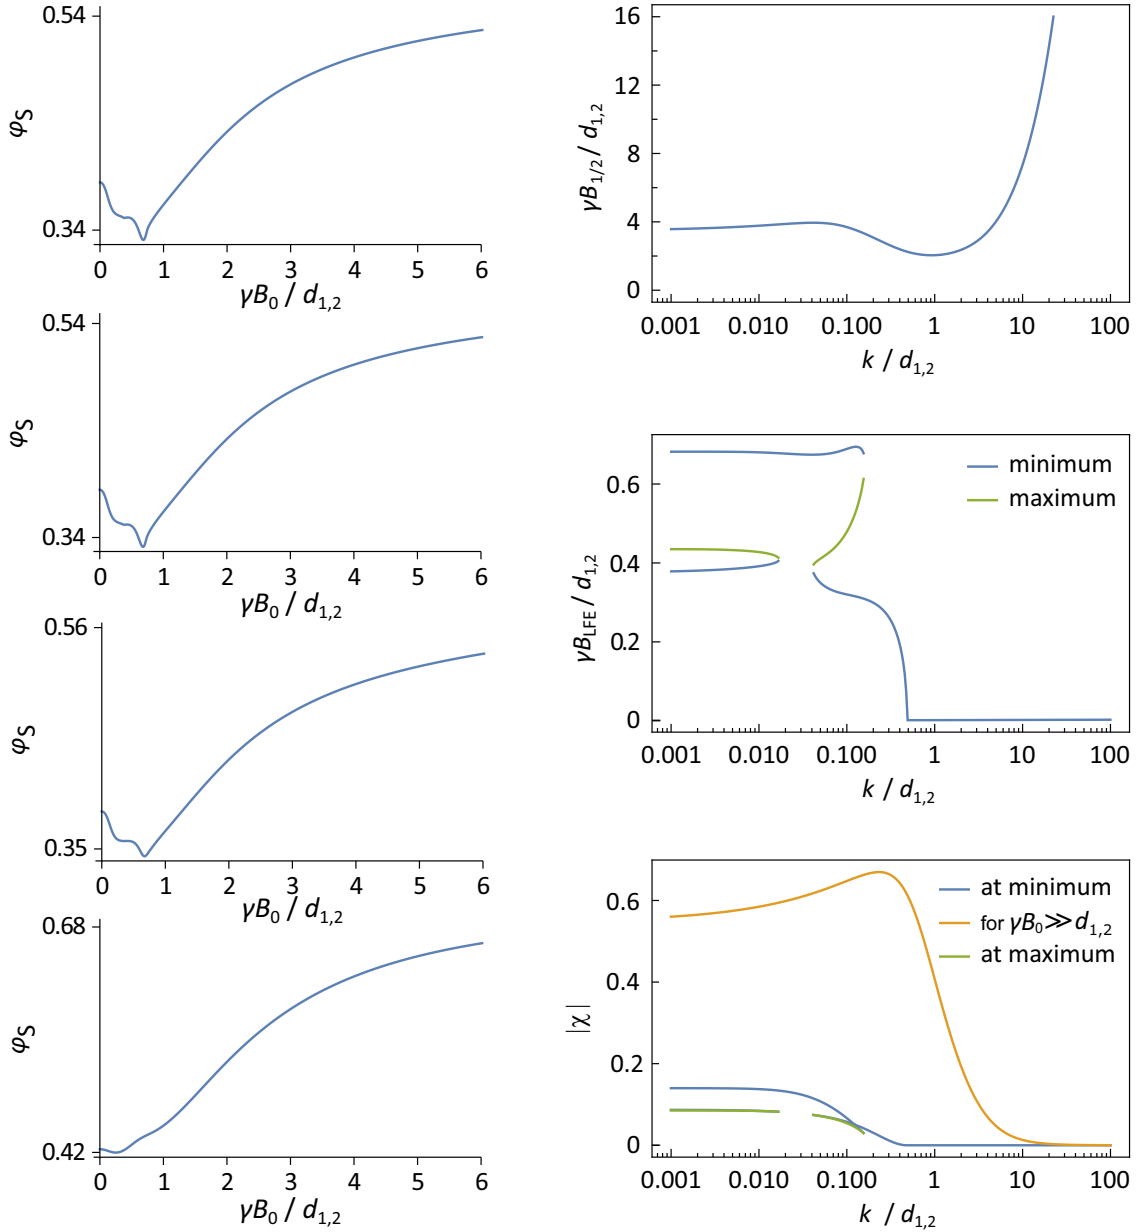 0.54
φS
0.34
0 1 2 3 4 5 6
γB0 / d1,2
0.54
φS
0.34
0 1 2 3 4 5 6
γB0 / d1,2
0.56
φS
0.35
0 1 2 3 4 5 6
γB0 / d1,2
0.68
φS
0.42
0 1 2 3 4 5 6
γB0 / d1,2
16
12
8
4
0
γB1/2 / d1,2
0.001 0.010 0.100 1 10 100
k / d1,2
minimum
maximum
0.6
0.4
0.2
0
γBLFE / d1,2
0.001 0.010 0.100 1 10 100
k / d1,2
at minimum
for γB0≫d1,2
at maximum
0.6
0.4
0.2
0
|χ|
0.001 0.010 0.100 1 10 100
k / d1,2